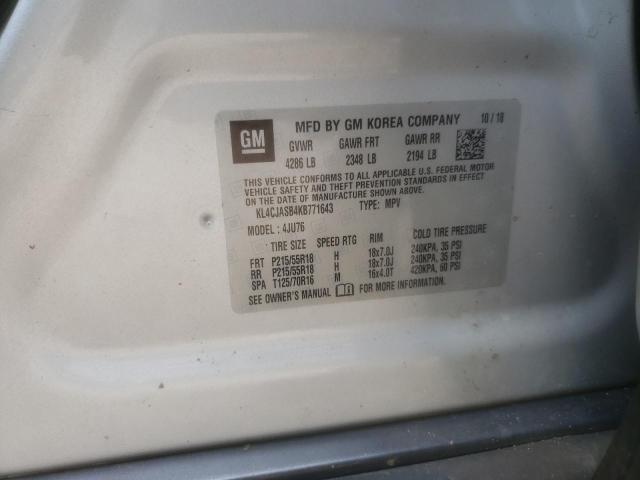 GM
MFD BY GM KOREA COMPANY 10 / 18
GVWR GAWR FRT GAWR RR
4286 LB 2348 LB 2194 LB
THIS VEHICLE CONFORMS TO ALL APPLICABLE U.S. FEDERAL MOTOR
VEHICLE SAFETY AND THEFT PREVENTION STANDARDS IN EFFECT ON
THE DATE OF MANUFACTURE SHOWN ABOVE.
KL4CJASB4KB771643 TYPE: MPV
MODEL: 4JU76
TIRE SIZE SPEED RTG RIM COLD TIRE PRESSURE
FRT P215/55R18 H 18x7.0J 240KPA, 35 PSI
RR P215/55R18 H 18x7.0J 240KPA, 35 PSI
SPA T125/70R16 M 16x4.0T 420KPA, 60 PSI
SEE OWNER'S MANUAL FOR MORE INFORMATION